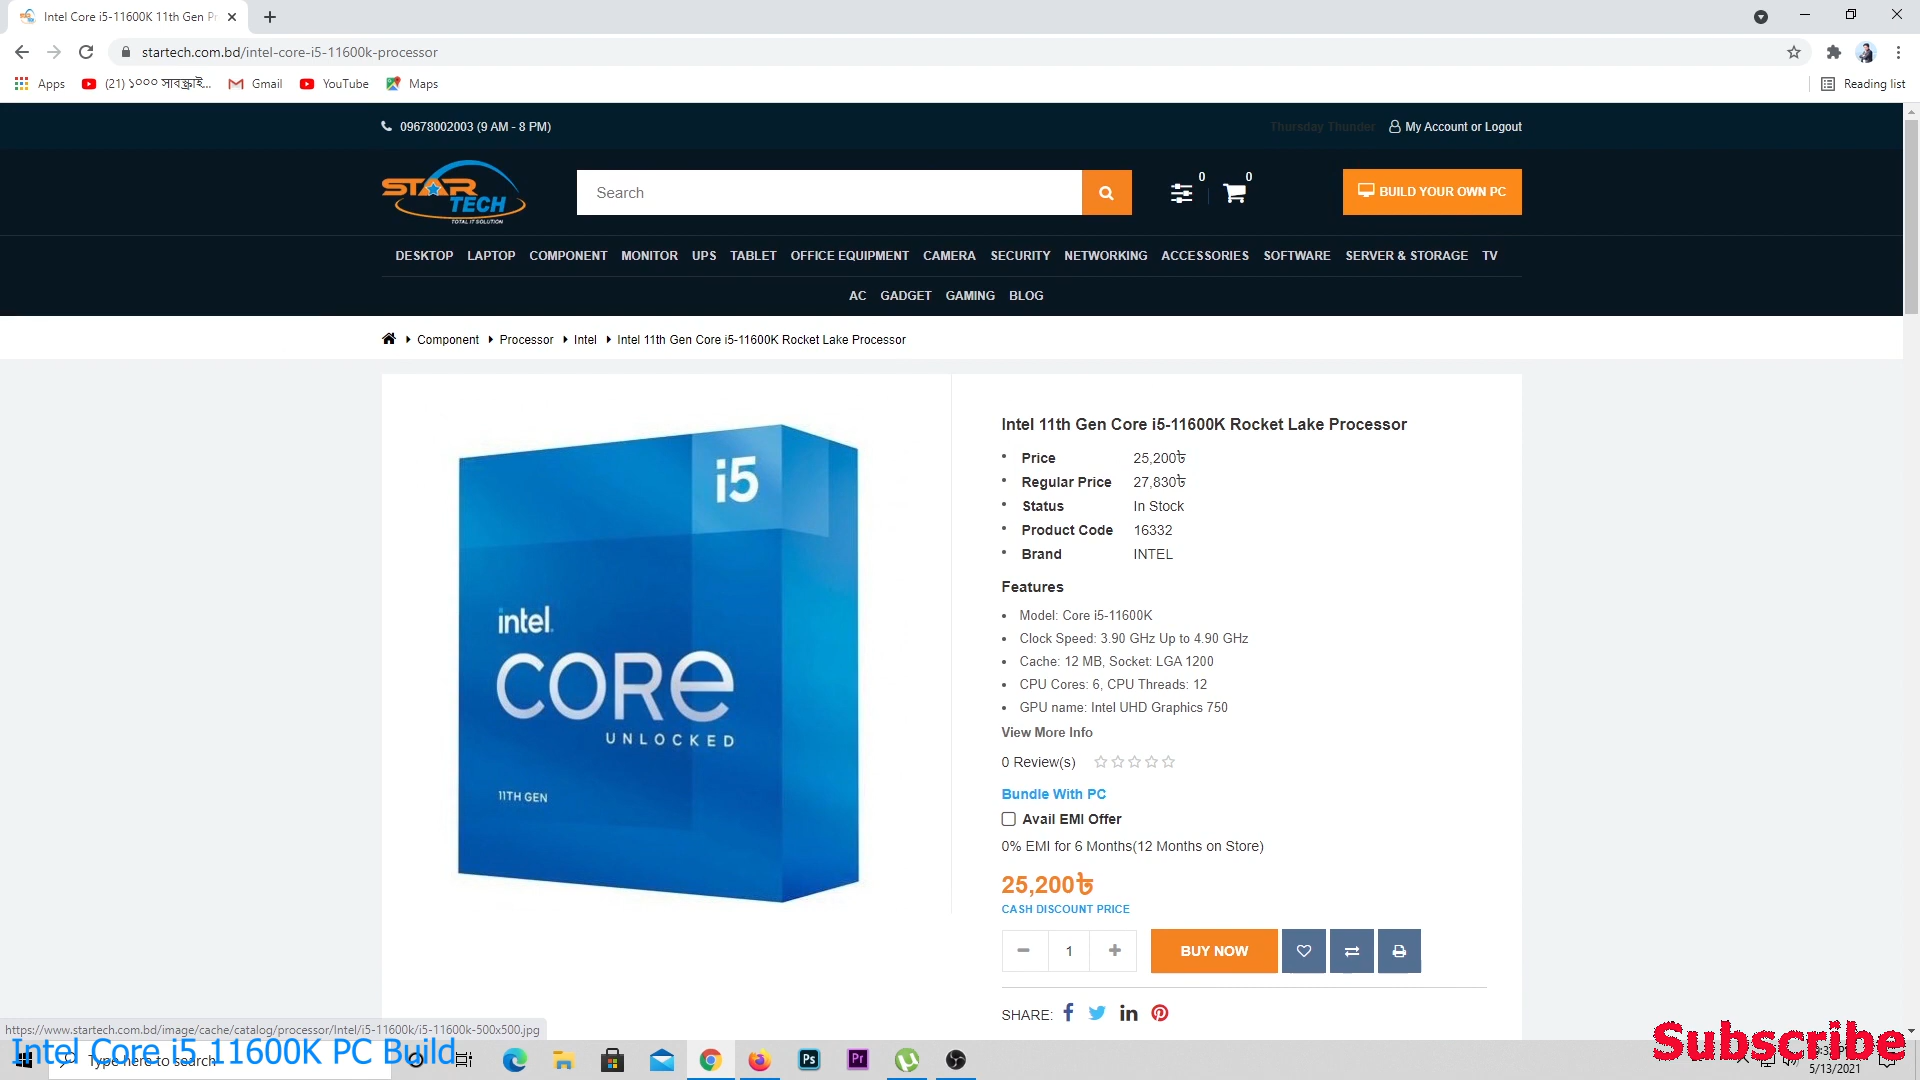 Intel Core i5-11600K 11th Gen Pr
startech.com.bd/intel-core-i5-11600k-processor
Apps
(21) ১০০০ সাবস্ক্রাই...
Gmail
YouTube
Maps
Reading list
09678002003 (9 AM - 8 PM)
Thursday Thunder
My Account or Logout
STAR TECH
TOTAL IT SOLUTION
Search
0
0
BUILD YOUR OWN PC
DESKTOP LAPTOP COMPONENT MONITOR UPS TABLET OFFICE EQUIPMENT CAMERA SECURITY NETWORKING ACCESSORIES SOFTWARE SERVER & STORAGE TV
AC GADGET GAMING BLOG
Component Processor Intel Intel 11th Gen Core i5-11600K Rocket Lake Processor
i5
intel.
CORE
UNLOCKED
11TH GEN
Intel 11th Gen Core i5-11600K Rocket Lake Processor
Price 25,200৳
Regular Price 27,830৳
Status In Stock
Product Code 16332
Brand INTEL
Features
Model: Core i5-11600K
Clock Speed: 3.90 GHz Up to 4.90 GHz
Cache: 12 MB, Socket: LGA 1200
CPU Cores: 6, CPU Threads: 12
GPU name: Intel UHD Graphics 750
View More Info
0 Review(s)
Bundle With PC
Avail EMI Offer
0% EMI for 6 Months(12 Months on Store)
25,200৳
CASH DISCOUNT PRICE
1
BUY NOW
SHARE:
https://www.startech.com.bd/image/cache/catalog/processor/Intel/i5-11600k/i5-11600k-500x500.jpg
Intel Core i5 11600K PC Build
Type here to search
Ps
Pr
Subscribe
5/13/2021